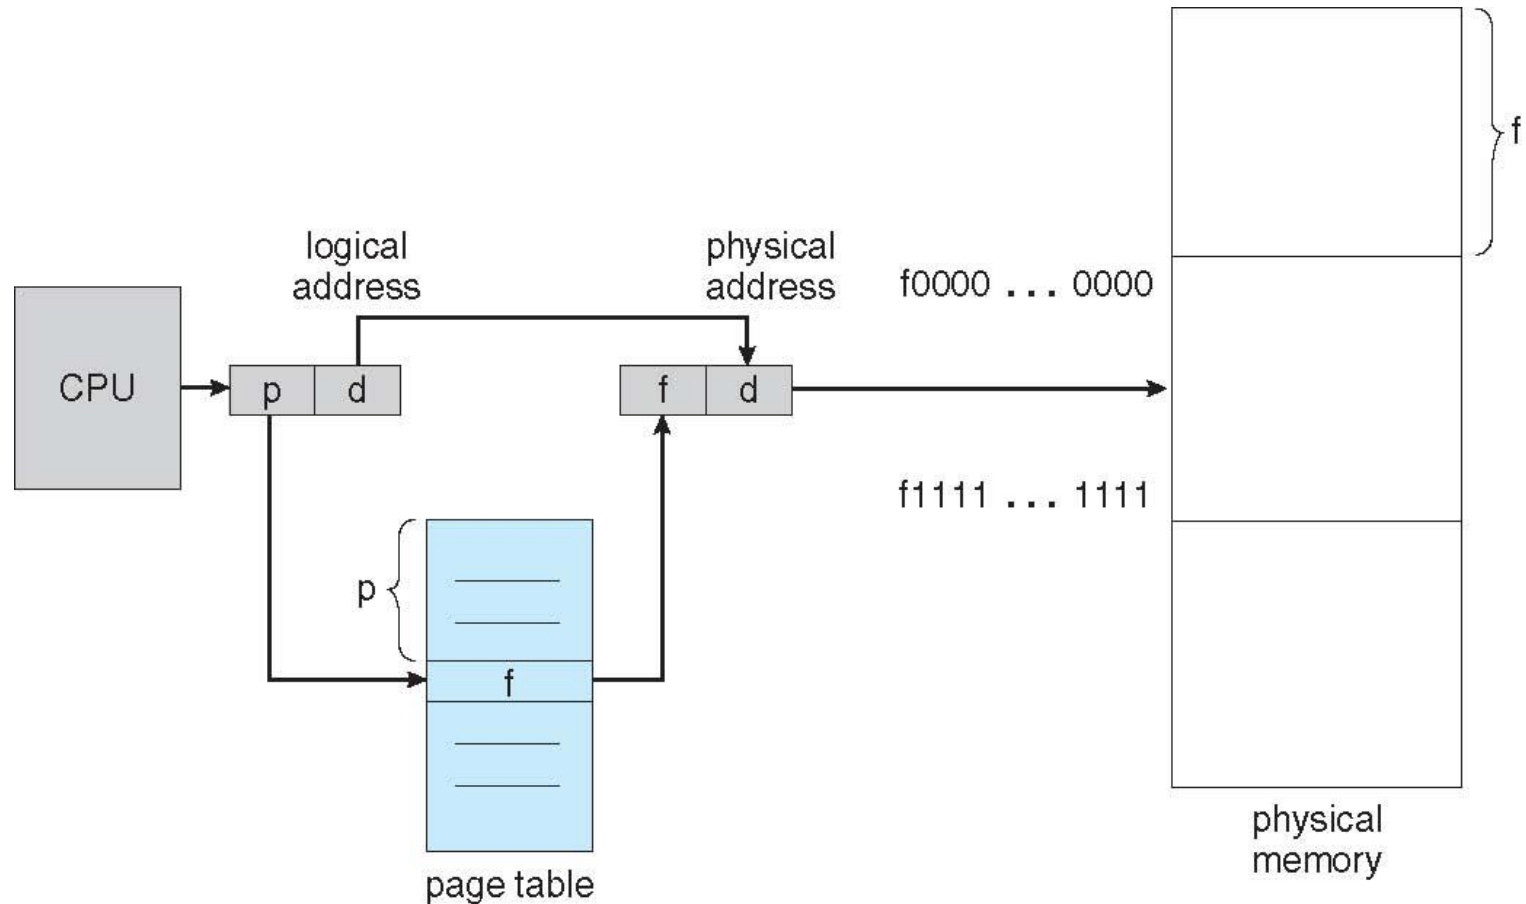 f
logical
address
physical
address
f0000 ... 0000
CPU
p
d
f
d
f1111 ... 1111
p
f
physical
memory
page table